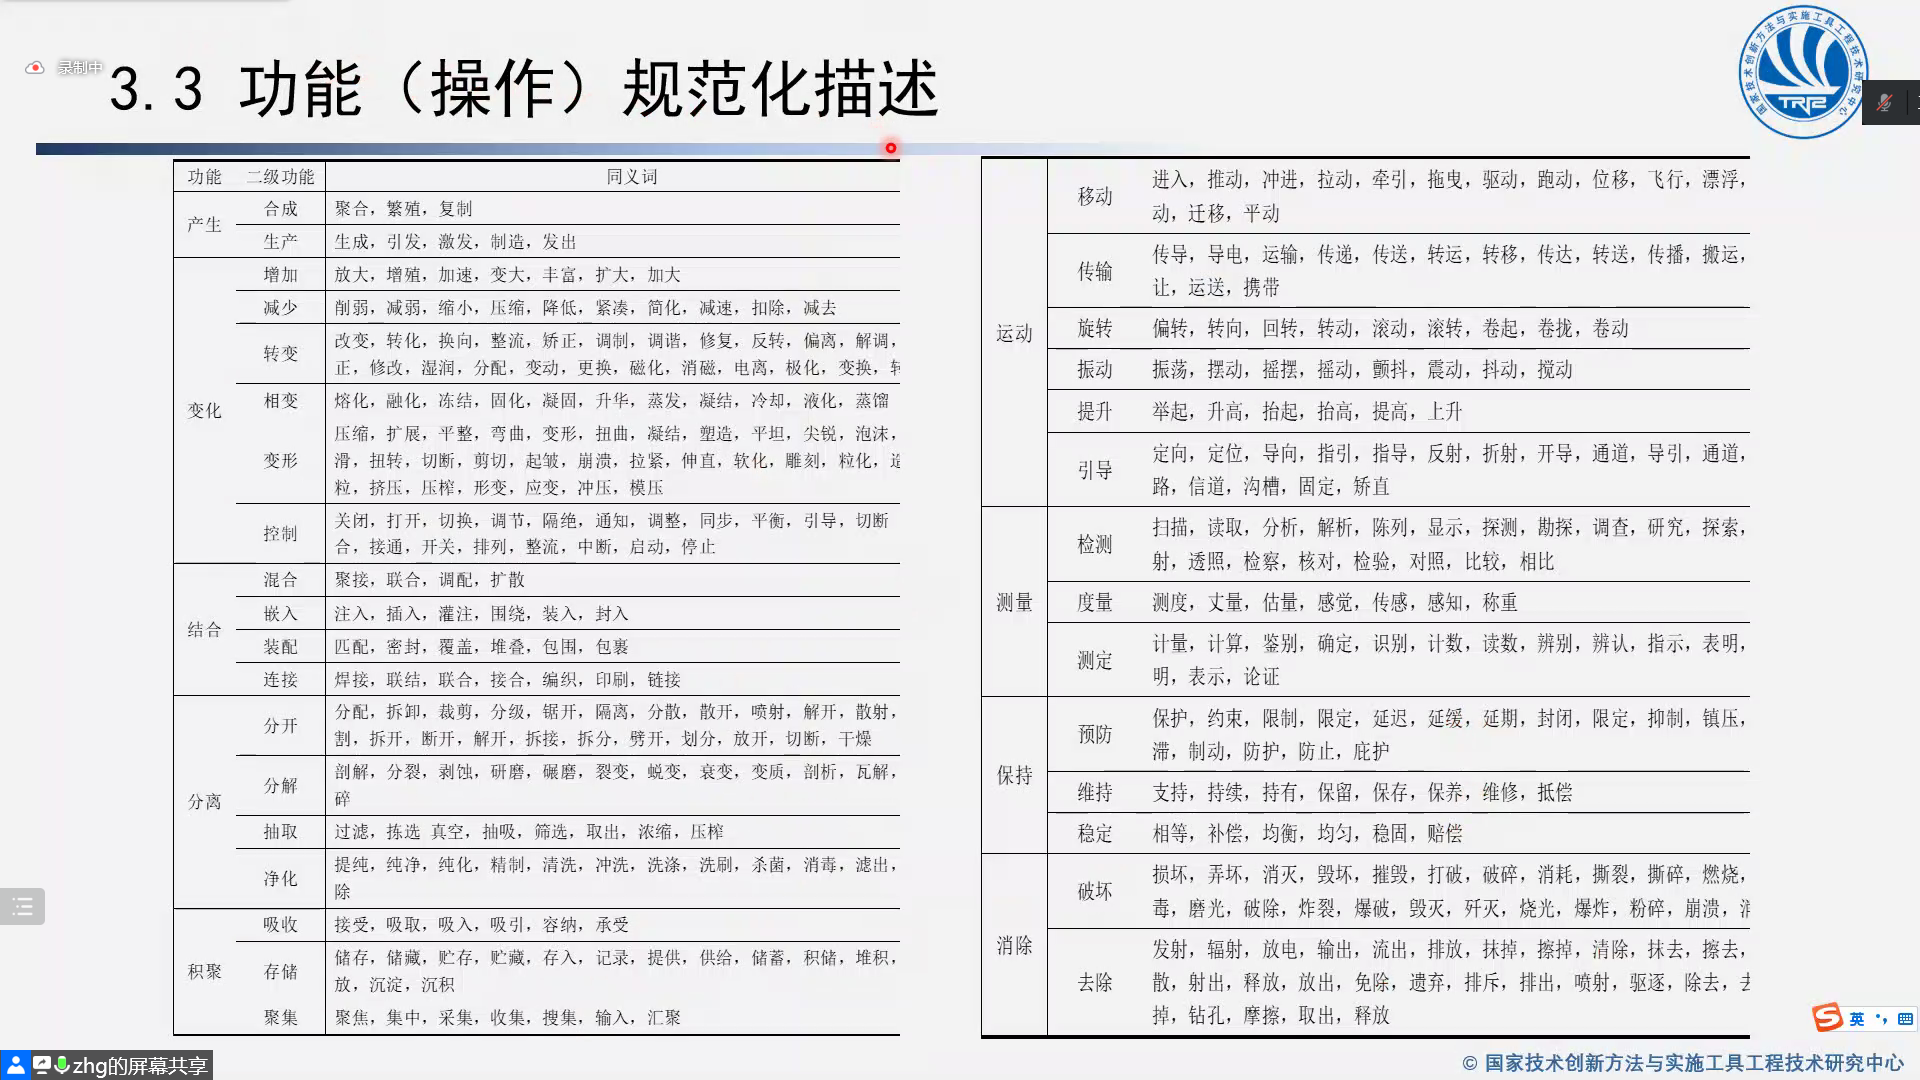 录制中
3.3 功能（操作）规范化描述
功能 二级功能 同义词
产生
合成 聚合，繁殖，复制
生产 生成，引发，激发，制造，发出
变化
增加 放大，增殖，加速，变大，丰富，扩大，加大
减少 削弱，减弱，缩小，压缩，降低，紧凑，简化，减速，扣除，减去
转变 改变，转化，换向，整流，矫正，调制，调谐，修复，反转，偏离，解调，
正，修改，湿润，分配，变动，更换，磁化，消磁，电离，极化，变换，
相变 熔化，融化，冻结，固化，凝固，升华，蒸发，凝结，冷却，液化，蒸馏
变形 压缩，扩展，平整，弯曲，变形，扭曲，凝结，塑造，平坦，尖锐，泡沫，
滑，扭转，切断，剪切，起皱，崩溃，拉紧，伸直，软化，雕刻，粒化，
粒，挤压，压榨，形变，应变，冲压，模压
控制 关闭，打开，切换，调节，隔绝，通知，调整，同步，平衡，引导，切断
合，接通，开关，排列，整流，中断，启动，停止
结合
混合 聚接，联合，调配，扩散
嵌入 注入，插入，灌注，围绕，装入，封入
装配 匹配，密封，覆盖，堆叠，包围，包裹
连接 焊接，联结，联合，接合，编织，印刷，链接
分离
分开 分配，拆卸，裁剪，分级，锯开，隔离，分散，散开，喷射，解开，散射，
割，拆开，断开，解开，拆接，拆分，劈开，划分，放开，切断，干燥
分解 剖解，分裂，剥蚀，研磨，碾磨，裂变，蜕变，衰变，变质，剖析，瓦解，
碎
抽取 过滤，拣选 真空，抽吸，筛选，取出，浓缩，压榨
净化 提纯，纯净，纯化，精制，清洗，冲洗，洗涤，洗刷，杀菌，消毒，滤出，
除
积聚
吸收 接受，吸取，吸入，吸引，容纳，承受
存储 储存，储藏，贮存，贮藏，存入，记录，提供，供给，储蓄，积储，堆积，
放，沉淀，沉积
聚集 聚焦，集中，采集，收集，搜集，输入，汇聚
运动
移动 进入，推动，冲进，拉动，牵引，拖曳，驱动，跑动，位移，飞行，漂浮，
动，迁移，平动
传输 传导，导电，运输，传递，传送，转运，转移，传达，转送，传播，搬运，
让，运送，携带
旋转 偏转，转向，回转，转动，滚动，滚转，卷起，卷拢，卷动
振动 振荡，摆动，摇摆，摇动，颤抖，震动，抖动，搅动
提升 举起，升高，抬起，抬高，提高，上升
引导 定向，定位，导向，指引，指导，反射，折射，开导，通道，导引，通道，
路，信道，沟槽，固定，矫直
测量
检测 扫描，读取，分析，解析，陈列，显示，探测，勘探，调查，研究，探索，
射，透照，检察，核对，检验，对照，比较，相比
度量 测度，丈量，估量，感觉，传感，感知，称重
测定 计量，计算，鉴别，确定，识别，计数，读数，辨别，辨认，指示，表明，
明，表示，论证
保持
预防 保护，约束，限制，限定，延迟，延缓，延期，封闭，限定，抑制，镇压，
滞，制动，防护，防止，庇护
维持 支持，持续，持有，保留，保存，保养，维修，抵偿
稳定 相等，补偿，均衡，均匀，稳固，赔偿
消除
破坏 损坏，弄坏，消灭，毁坏，摧毁，打破，破碎，消耗，撕裂，撕碎，燃烧，
毒，磨光，破除，炸裂，爆破，毁灭，歼灭，烧光，爆炸，粉碎，崩溃，
去除 发射，辐射，放电，输出，流出，排放，抹掉，擦掉，清除，抹去，擦去，
散，射出，释放，放出，免除，遗弃，排斥，排出，喷射，驱逐，除去，
掉，钻孔，摩擦，取出，释放
国家技术创新方法与实施工具工程技术研究中心
TRIZ
英
zhg的屏幕共享
© 国家技术创新方法与实施工具工程技术研究中心